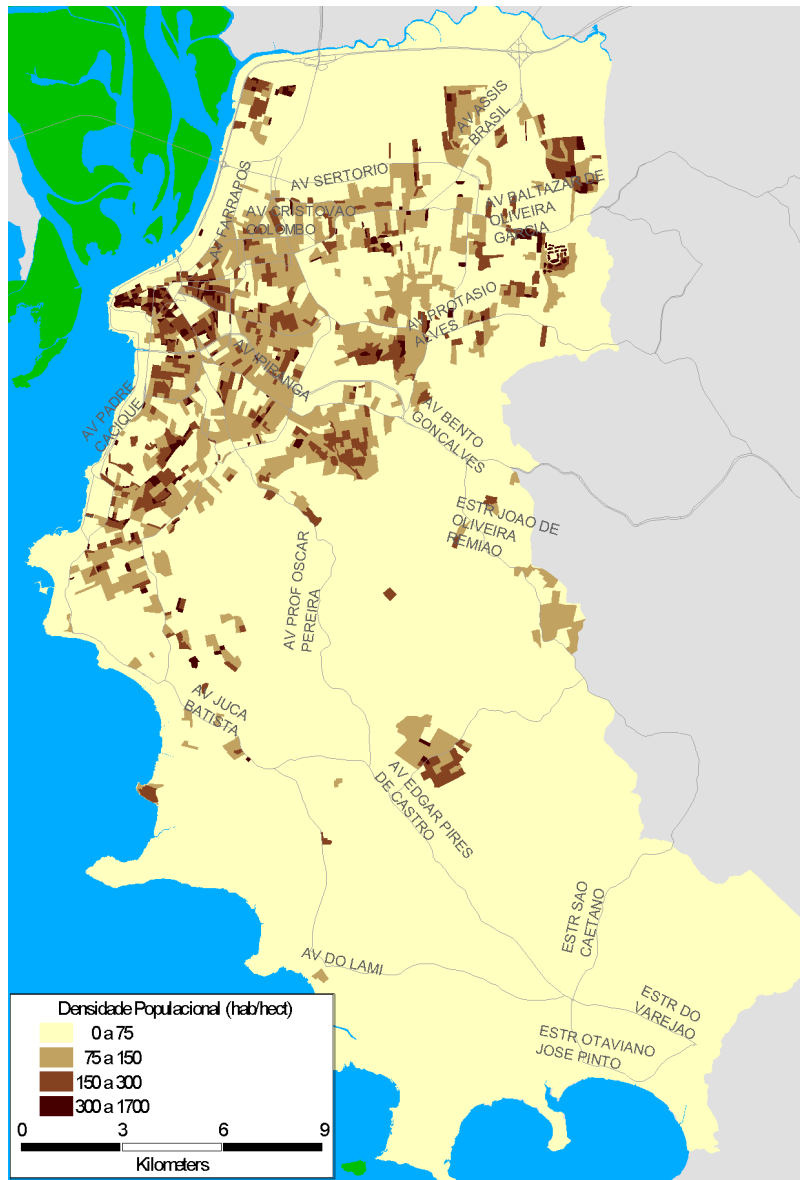 AV ASSIS
BRASIL
AV SERTORIO
AV FARRAPOS
AV CRISTOVAO
COLOMBO
AV BALTAZAR DE
OLIVEIRA
GARCIA
AV PROTASIO
ALVES
AV IPIRANGA
AV PADRE
CACIQUE
AV BENTO
GONCALVES
ESTR JOAO DE
OLIVEIRA
REMIAO
AV PROF OSCAR
PEREIRA
AV JUCA
BATISTA
AV EDGAR PIRES
DE CASTRO
ESTR SAO
CAETANO
AV DO LAMI
ESTR DO
VAREJAO
ESTR OTAVIANO
JOSE PINTO
Densidade Populacional (hab/hect)
0 a 75
75 a 150
150 a 300
300 a 1700
0 3 6 9
Kilometers